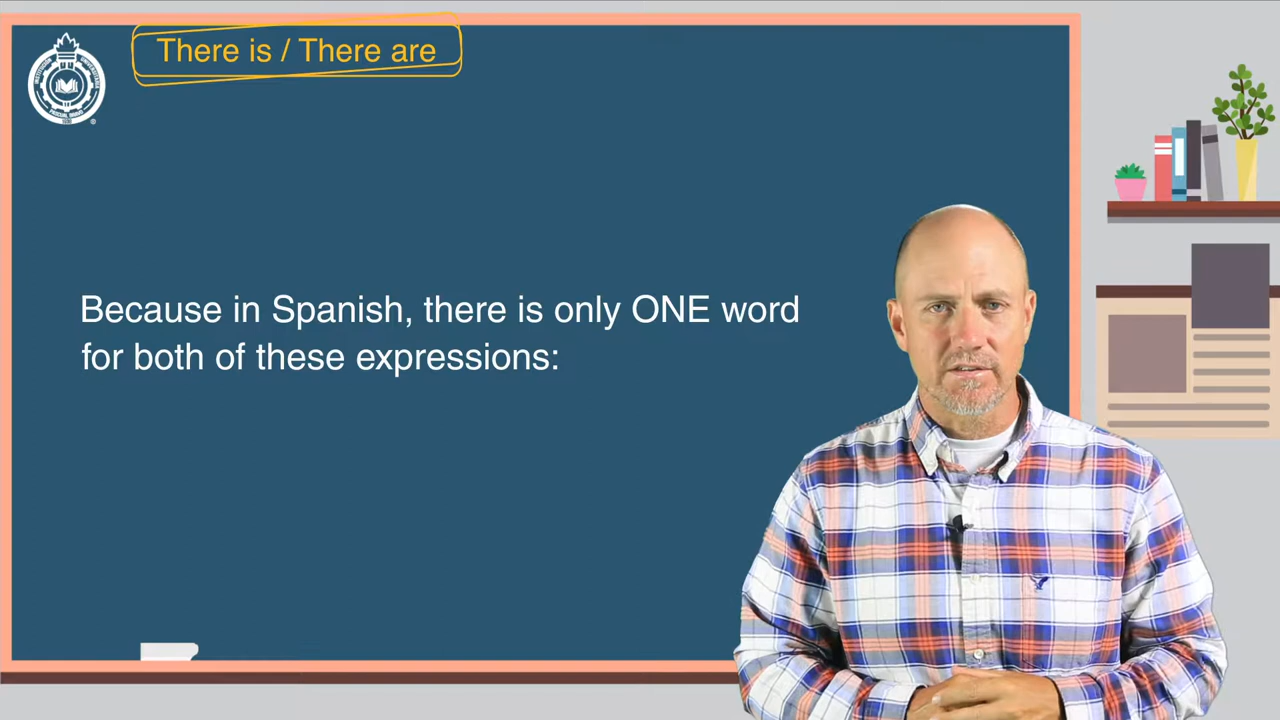 There is / There are
Because in Spanish, there is only ONE word
for both of these expressions: